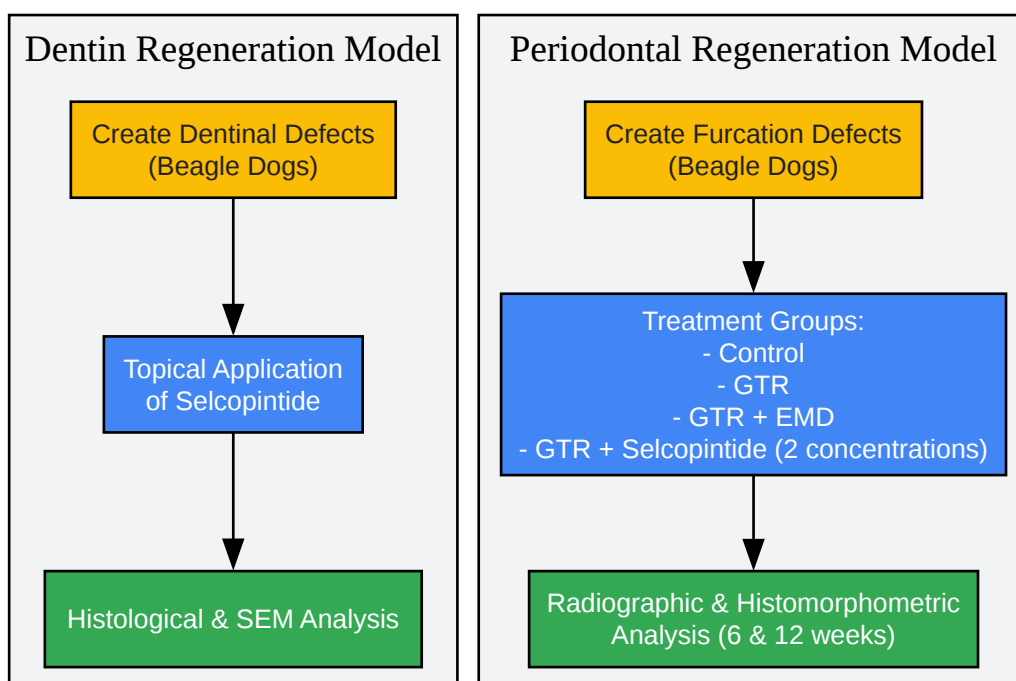 Dentin Regeneration Model
Create Dentinal Defects
(Beagle Dogs)
Topical Application
of Selcopintide
Histological & SEM Analysis
Periodontal Regeneration Model
Create Furcation Defects
(Beagle Dogs)
Treatment Groups:
- Control
- GTR
- GTR + EMD
- GTR + Selcopintide (2 concentrations)
Radiographic & Histomorphometric
Analysis (6 & 12 weeks)